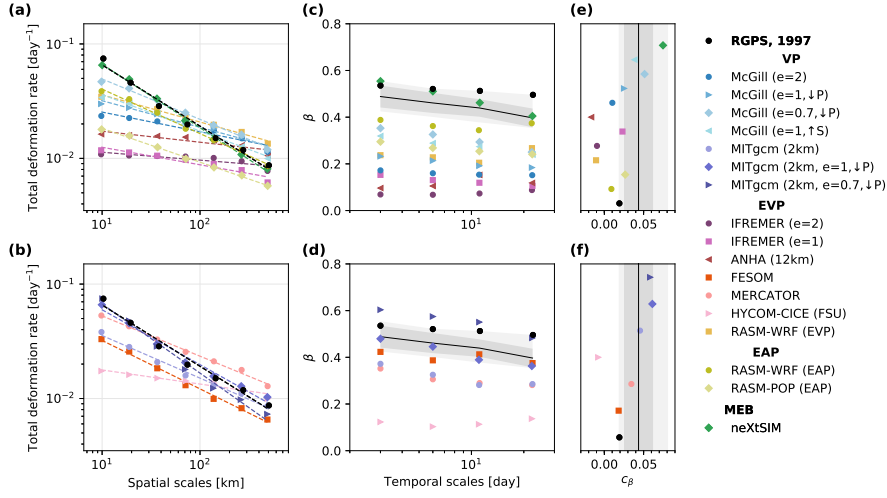 (a)
Total deformation rate [day⁻¹]
10⁻¹
10⁻²
10¹
10²
(c)
β
0.8
0.6
0.4
0.2
0.0
10¹
(e)
0.00
0.05
RGPS, 1997
VP
McGill (e=2)
McGill (e=1,↓P)
McGill (e=0.7,↓P)
McGill (e=1,↑S)
MITgcm (2km)
MITgcm (2km, e=1,↓P)
MITgcm (2km, e=0.7,↓P)
EVP
IFREMER (e=2)
IFREMER (e=1)
ANHA (12km)
FESOM
MERCATOR
HYCOM-CICE (FSU)
RASM-WRF (EVP)
EAP
RASM-WRF (EAP)
RASM-POP (EAP)
MEB
neXtSIM
(b)
Total deformation rate [day⁻¹]
10⁻¹
10⁻²
10¹
10²
Spatial scales [km]
(d)
β
0.8
0.6
0.4
0.2
0.0
10¹
Temporal scales [day]
(f)
0.00
0.05
cβ